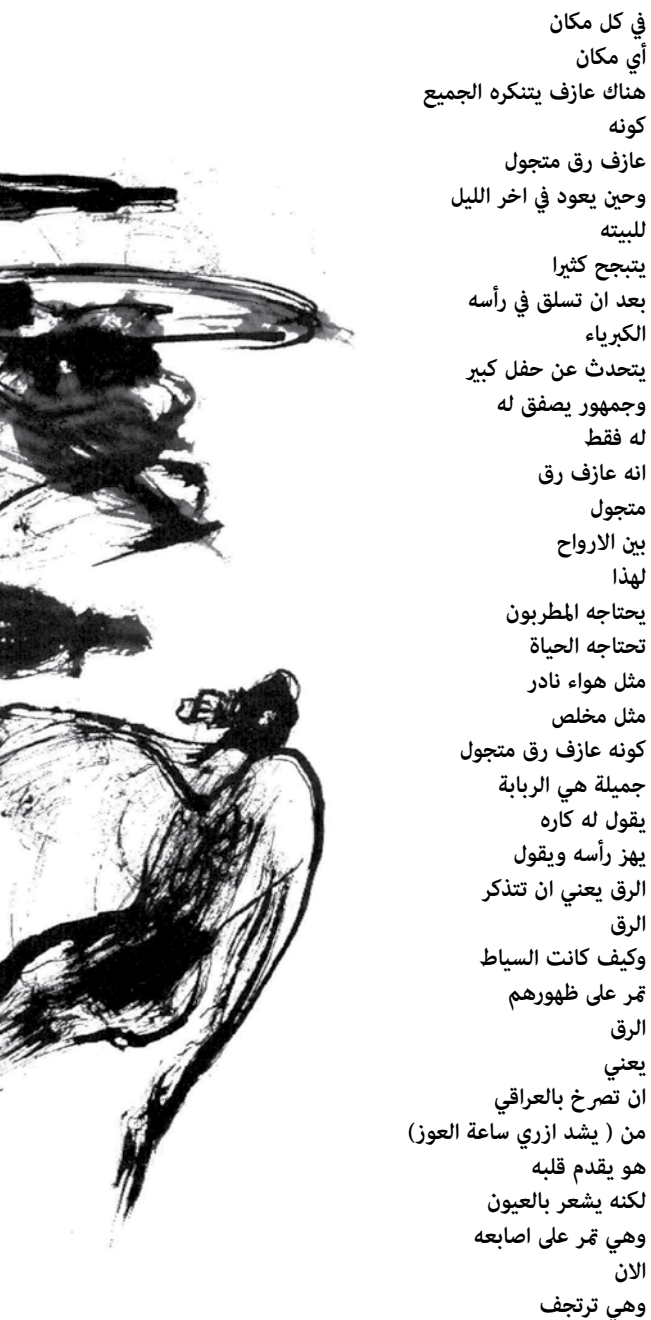 في كل مكان
أي مكان
هناك عازف يتنكره الجميع
كونه
عازف رق متجول
وحين يعود في اخر الليل
للبيته
يتبجح كثيرا
بعد ان تسلق في رأسه
الكبرياء
يتحدث عن حفل كبير
وجمهور يصفق له
له فقط
انه عازف رق
متجول
بين الارواح
لهذا
يحتاجه المطربون
تحتاجه الحياة
مثل هواء نادر
مثل مخلص
كونه عازف رق متجول
جميلة هي الربابة
يقول له كاره
يهز رأسه ويقول
الرق يعني ان تتذكر
الرق
وكيف كانت السياط
تمر على ظهورهم
الرق
يعني
ان تصرخ بالعراقي
من ( يشد ازري ساعة العوز)
هو يقدم قلبه
لكنه يشعر بالعيون
وهي تمر على اصابعه
الان
وهي ترتجف